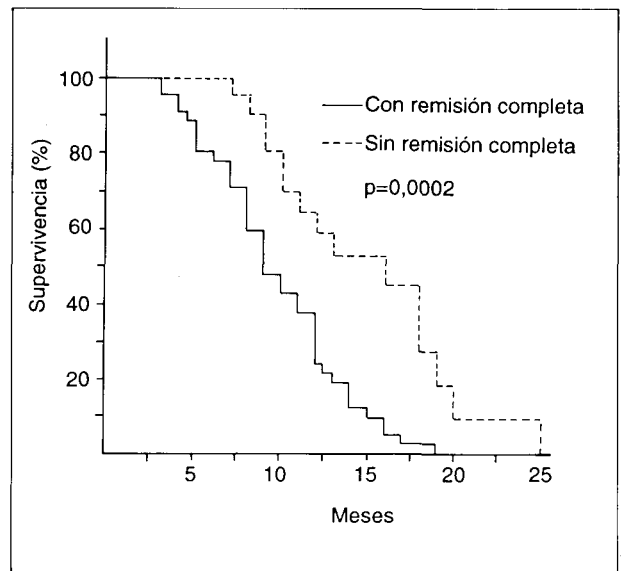 Supervivencia (%)
100
80
60
40
20
Con remisión completa
Sin remisión completa
p=0,0002
5
10
15
20
25
Meses